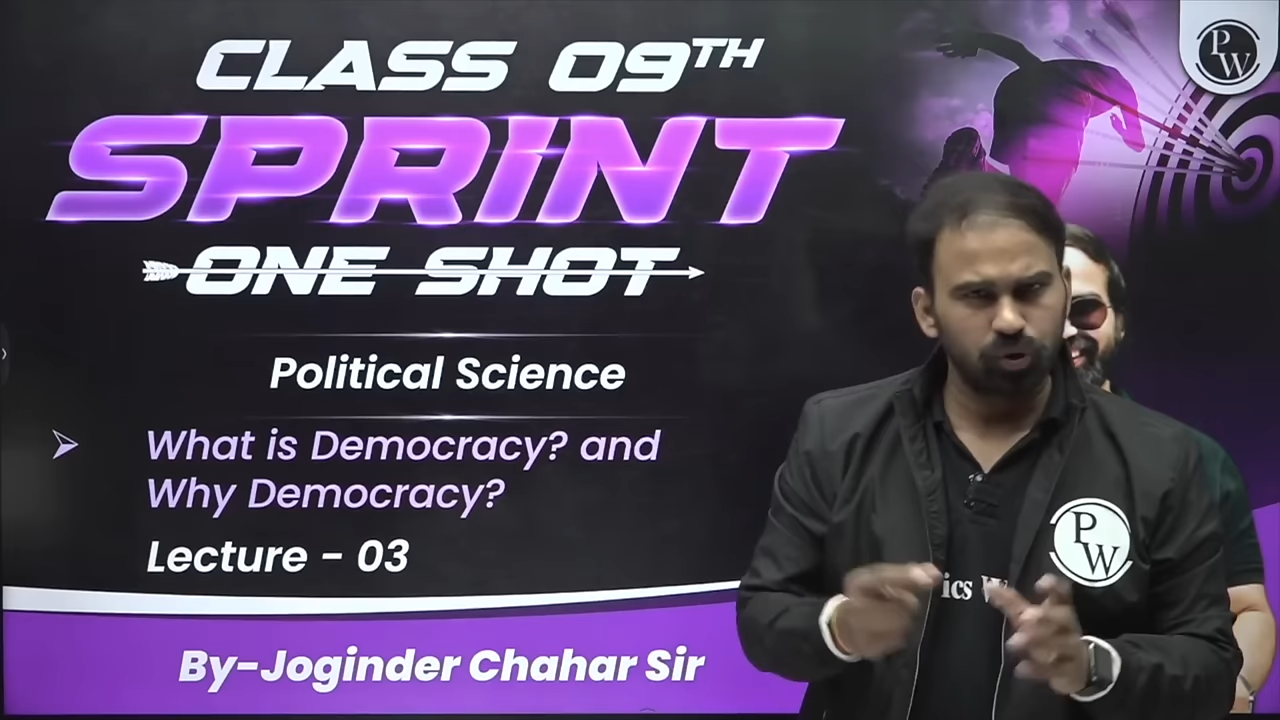 CLASS 09TH
SPRINT
ONE SHOT
Political Science
What is Democracy? and
Why Democracy?
Lecture - 03
By-Joginder Chahar Sir
PW
PW
ics W